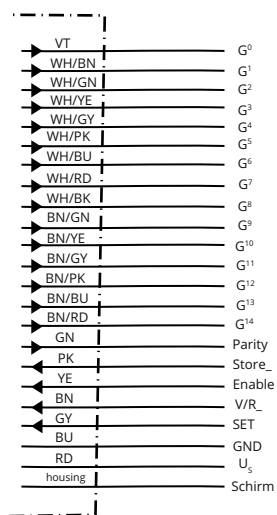 VT G⁰
WH/BN G¹
WH/GN G²
WH/YE G³
WH/GY G⁴
WH/PK G⁵
WH/BU G⁶
WH/RD G⁷
WH/BK G⁸
BN/GN G⁹
BN/YE G¹⁰
BN/GY G¹¹
BN/PK G¹²
BN/BU G¹³
BN/RD G¹⁴
GN Parity
PK Store_
YE Enable
BN V/R_
GY SET
BU GND
RD Uₛ
housing Schirm